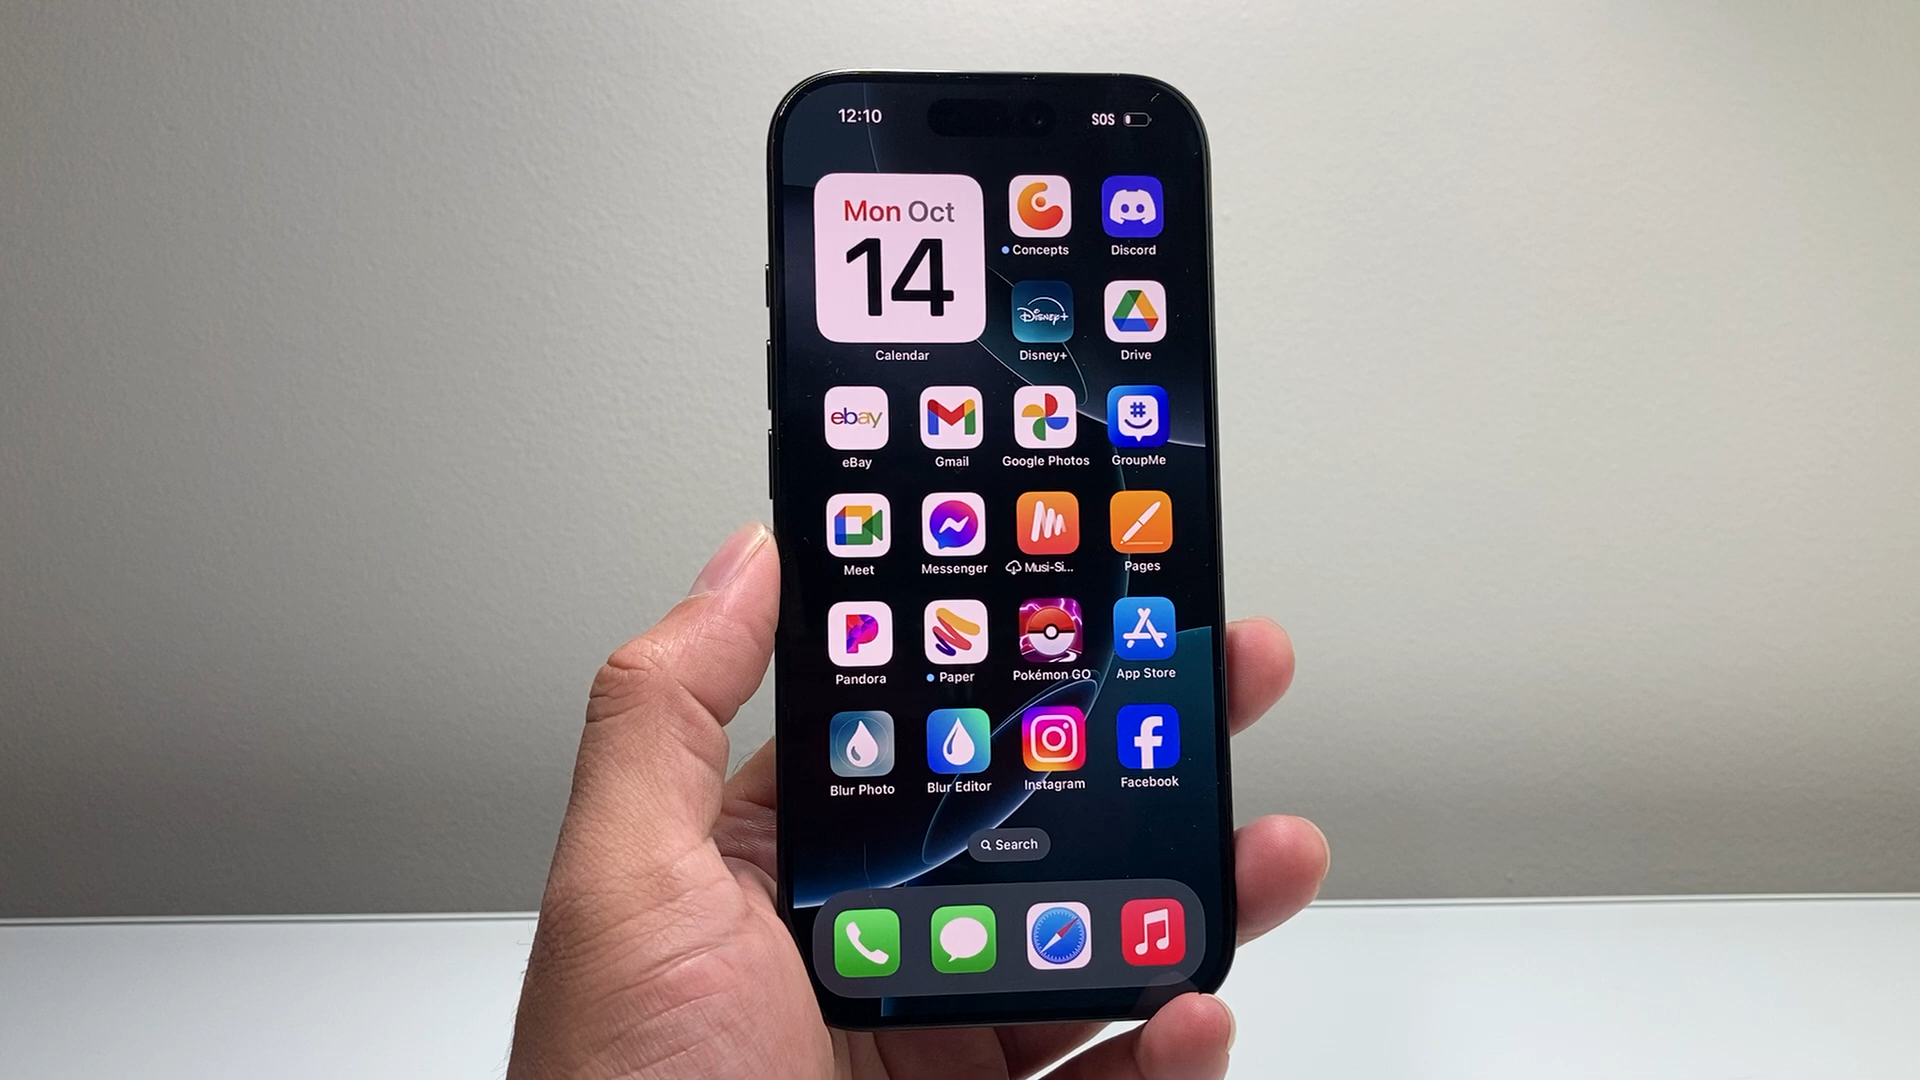 12:10
SOS
Mon Oct
14
Calendar
Concepts
Discord
Disney+
Disney+
Drive
ebay
eBay
Gmail
Google Photos
GroupMe
Meet
Messenger
Musi-Si...
Pages
Pandora
Paper
Pokémon GO
App Store
Blur Photo
Blur Editor
Instagram
Facebook
Search